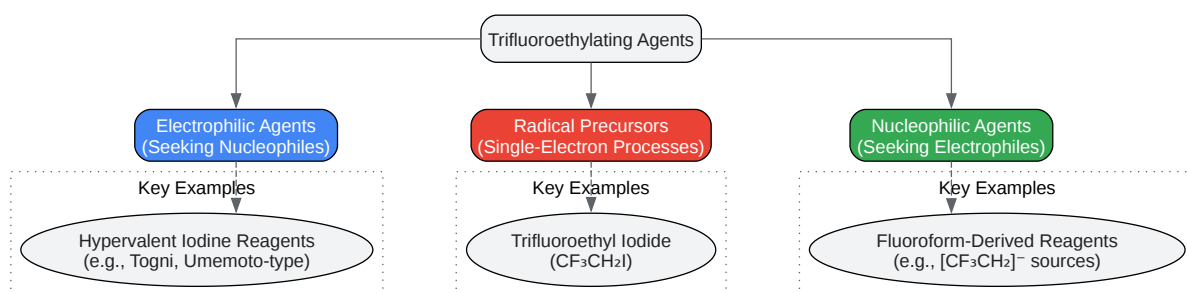 Trifluoroethylating Agents
Electrophilic Agents
(Seeking Nucleophiles)
Radical Precursors
(Single-Electron Processes)
Nucleophilic Agents
(Seeking Electrophiles)
Key Examples
Key Examples
Key Examples
Hypervalent Iodine Reagents
(e.g., Togni, Umemoto-type)
Trifluoroethyl Iodide
(CF₃CH₂I)
Fluoroform-Derived Reagents
(e.g., [CF₃CH₂]⁻ sources)